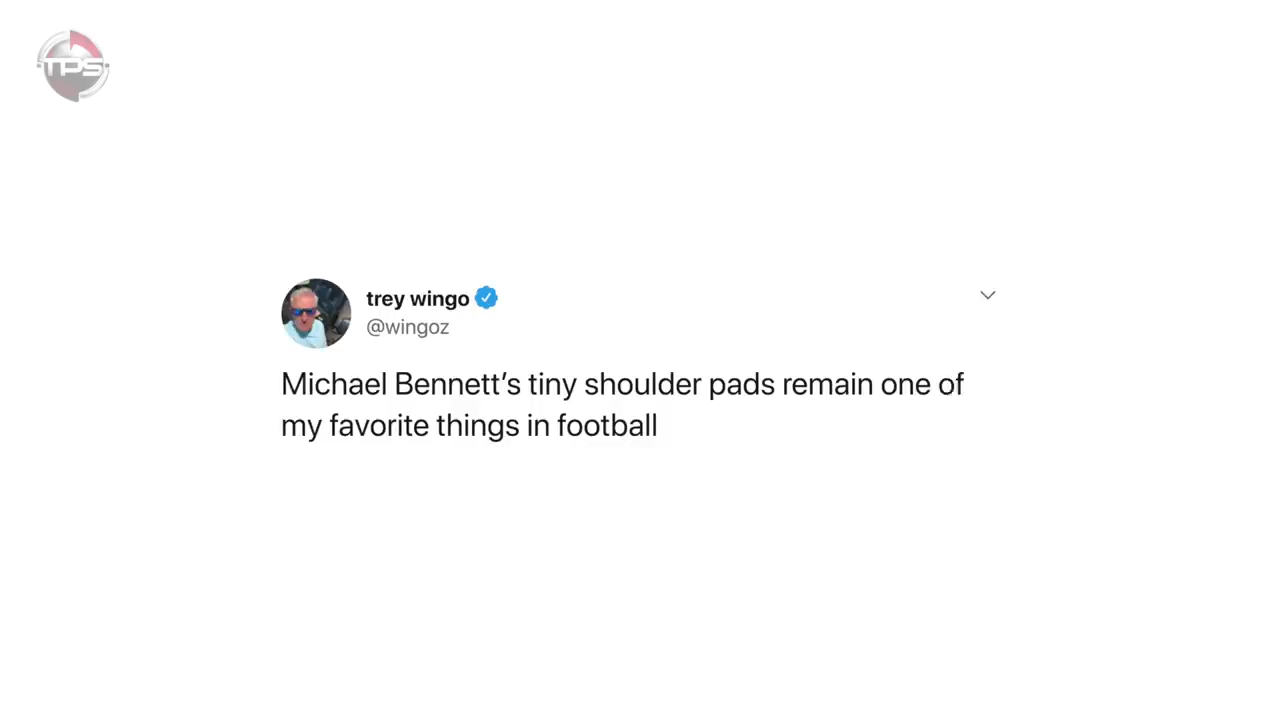 TPS
trey wingo
@wingoz
Michael Bennett’s tiny shoulder pads remain one of
my favorite things in football